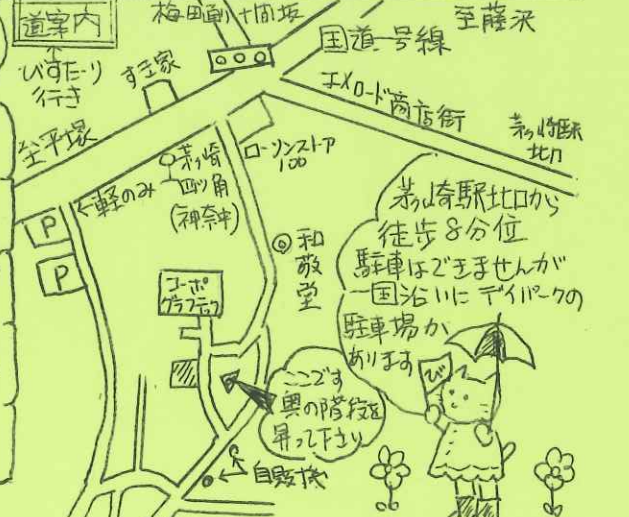 道案内
びすたーり
行き
梅田
十間坂
国道一号線
至藤沢
すき家
エメロード商店街
茅ヶ崎駅
北口
至平塚
茅ヶ崎
四ツ角
(神奈中)
ローソンストア
100
←軽のみ
P
P
和
敬
堂
コーポ
グラフテック
茅ヶ崎駅北口から
徒歩8分位
駐車はできませんが
一国沿いにデイパークの
駐車場が
あります
び
ここです
奥の階段を
昇って下さい
自販機